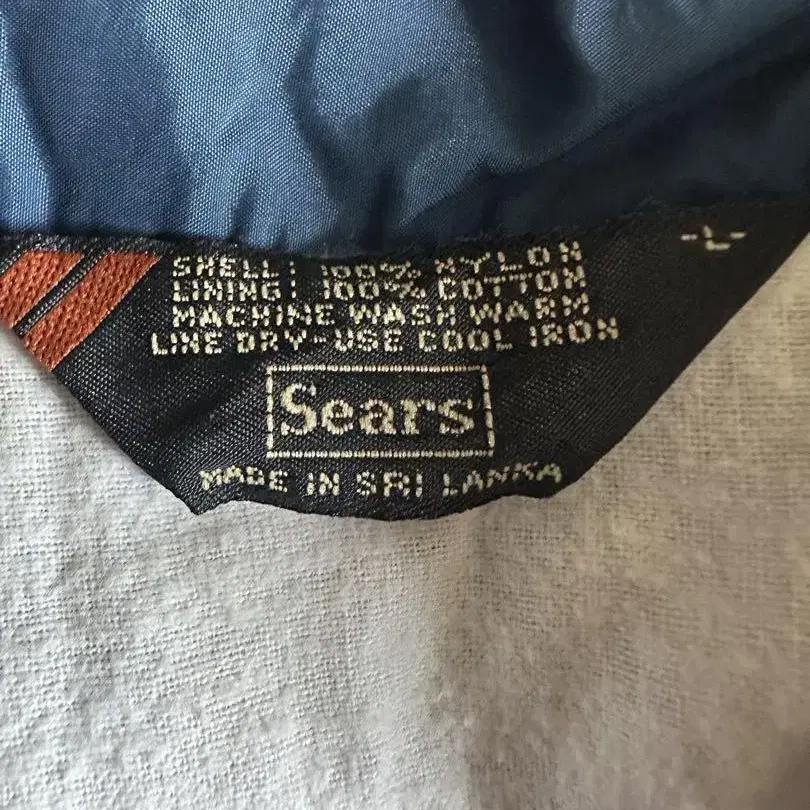 -L-
SHELL: 100% NYLON
LINING: 100% COTTON
MACHINE WASH WARM
LINE DRY-USE COOL IRON
Sears
MADE IN SRI LANKA